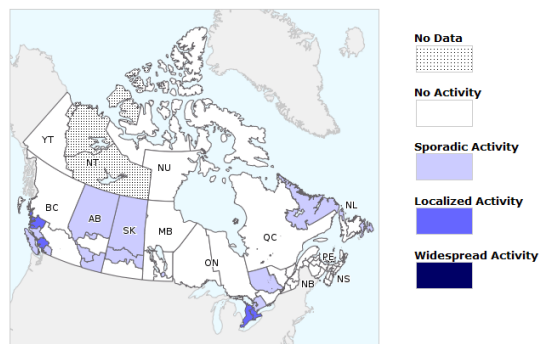 No Data
No Activity
Sporadic Activity
Localized Activity
Widespread Activity
YT
NT
NU
BC
AB
SK
MB
ON
QC
NL
PE
NB
NS